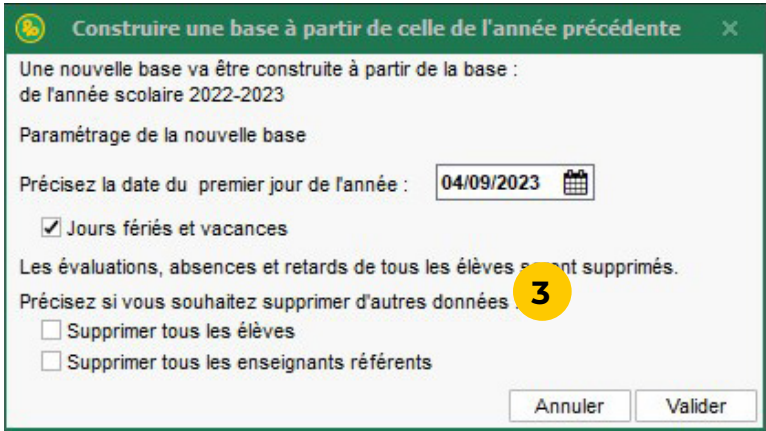 Construire une base à partir de celle de l'année précédente
Une nouvelle base va être construite à partir de la base :
de l'année scolaire 2022-2023
Paramétrage de la nouvelle base
Précisez la date du premier jour de l'année :
04/09/2023
Jours fériés et vacances
Les évaluations, absences et retards de tous les élèves supprimés.
Précisez si vous souhaitez supprimer d'autres données :
3
Supprimer tous les élèves
Supprimer tous les enseignants référents
Annuler
Valider